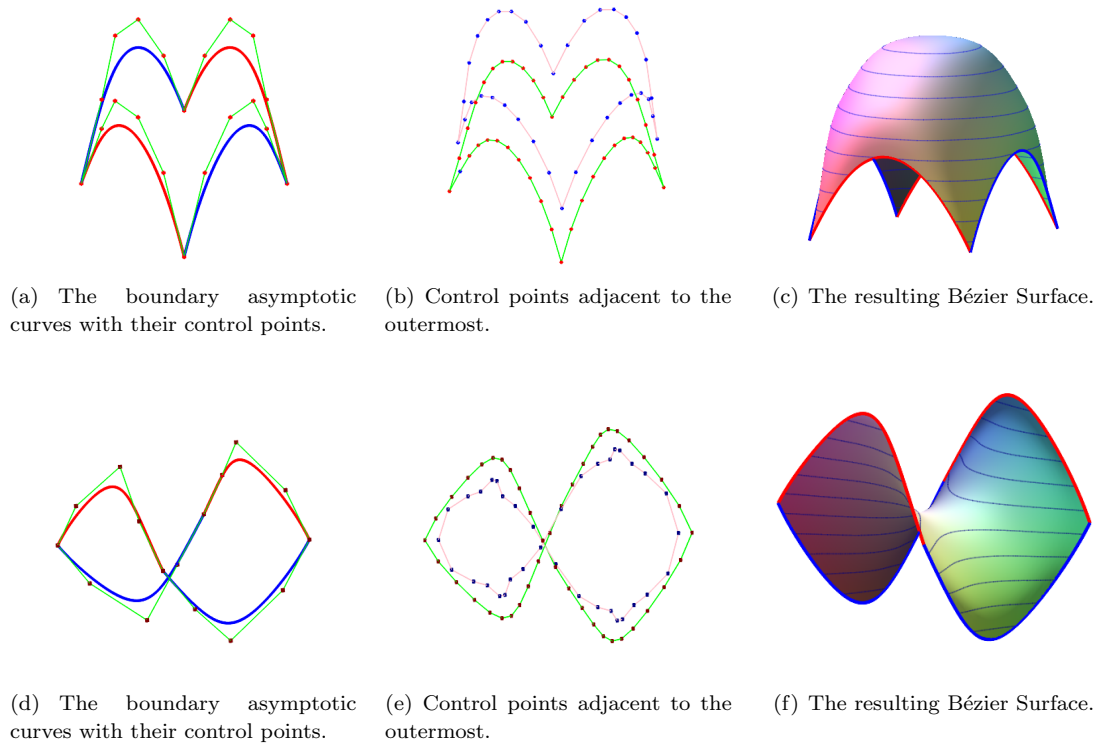 (a) The boundary asymptotic
curves with their control points.
(b) Control points adjacent to the
outermost.
(c) The resulting Bézier Surface.
(d) The boundary asymptotic
curves with their control points.
(e) Control points adjacent to the
outermost.
(f) The resulting Bézier Surface.